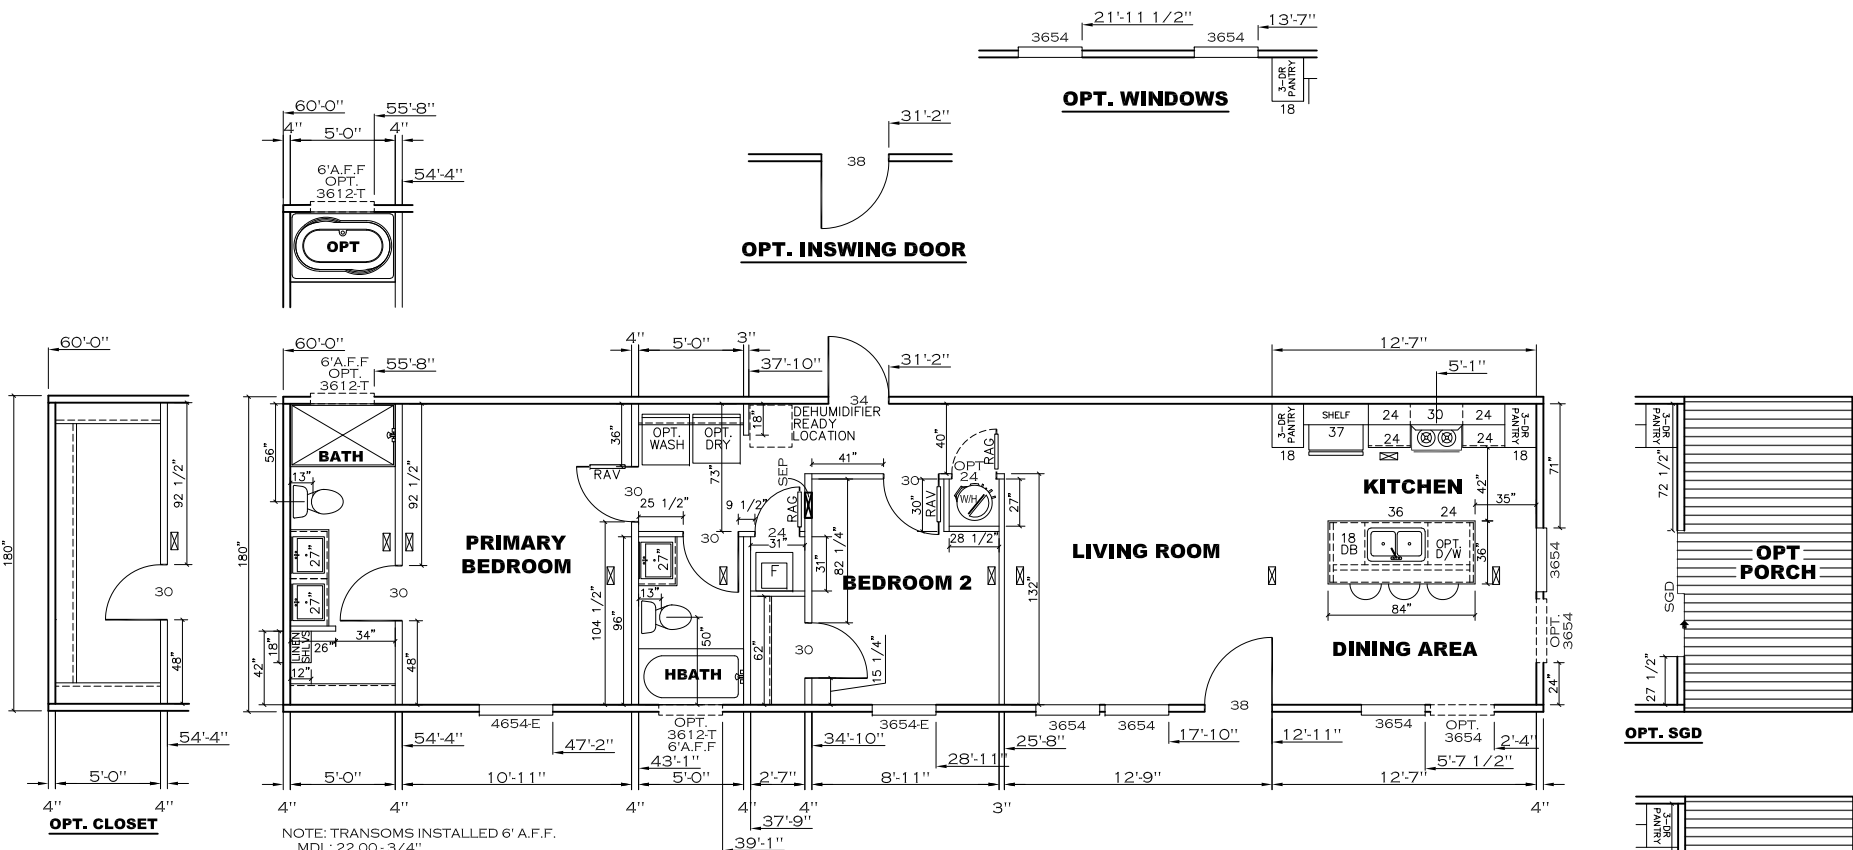 21'-11 1/2"
13'-7"
3654
3654
3-DR
PANTRY
18
OPT. WINDOWS
60'-0"
55'-8"
4"
5'-0"
4"
6'A.F.F
OPT.
3612-T
54'-4"
OPT
31'-2"
38
OPT. INSWING DOOR
60'-0"
180"
92 1/2"
30
48"
54'-4"
5'-0"
4"
4"
OPT. CLOSET
60'-0"
6'A.F.F
OPT.
3612-T
55'-8"
4"
5'-0"
3"
37'-10"
31'-2"
12'-7"
5'-1"
180"
56"
BATH
13"
92 1/2"
27"
27"
30
LINEN
SHLVS
18"
42"
26"
34"
12"
48"
PRIMARY
BEDROOM
36"
RAV
30
104 1/2"
96"
OPT.
WASH
OPT.
DRY
18"
73"
DEHUMIDIFIER
READY
LOCATION
34
25 1/2"
9 1/2"
SEP
RAG
24
30
31"
F
31"
27"
13"
50"
62"
HBATH
41"
40"
82 1/4"
BEDROOM 2
30
30"
RAV
OPT
24
RAG
W/H
27"
28 1/2"
30
15 1/4"
132"
LIVING ROOM
38
3-DR
PANTRY
18
SHELF
37
24
30
24
24
24
3-DR
PANTRY
18
71"
KITCHEN
42"
35"
36
24
18
DB
OPT.
D/W
36"
84"
DINING AREA
3654
OPT.
3654
24"
4654-E
OPT.
3612-T
6'A.F.F
3654-E
3654
3654
3654
OPT.
3654
54'-4"
47'-2"
43'-1"
34'-10"
28'-11"
25'-8"
17'-10"
12'-11"
5'-7 1/2"
2'-4"
5'-0"
10'-11"
5'-0"
2'-7"
8'-11"
12'-9"
12'-7"
4"
4"
4"
4"
4"
3"
4"
37'-9"
39'-1"
NOTE: TRANSOMS INSTALLED 6' A.F.F.
MDL: 22.00-3/4"
3-DR
PANTRY
72 1/2"
SGD
27 1/2"
OPT
PORCH
OPT. SGD
3-DR
PANTRY